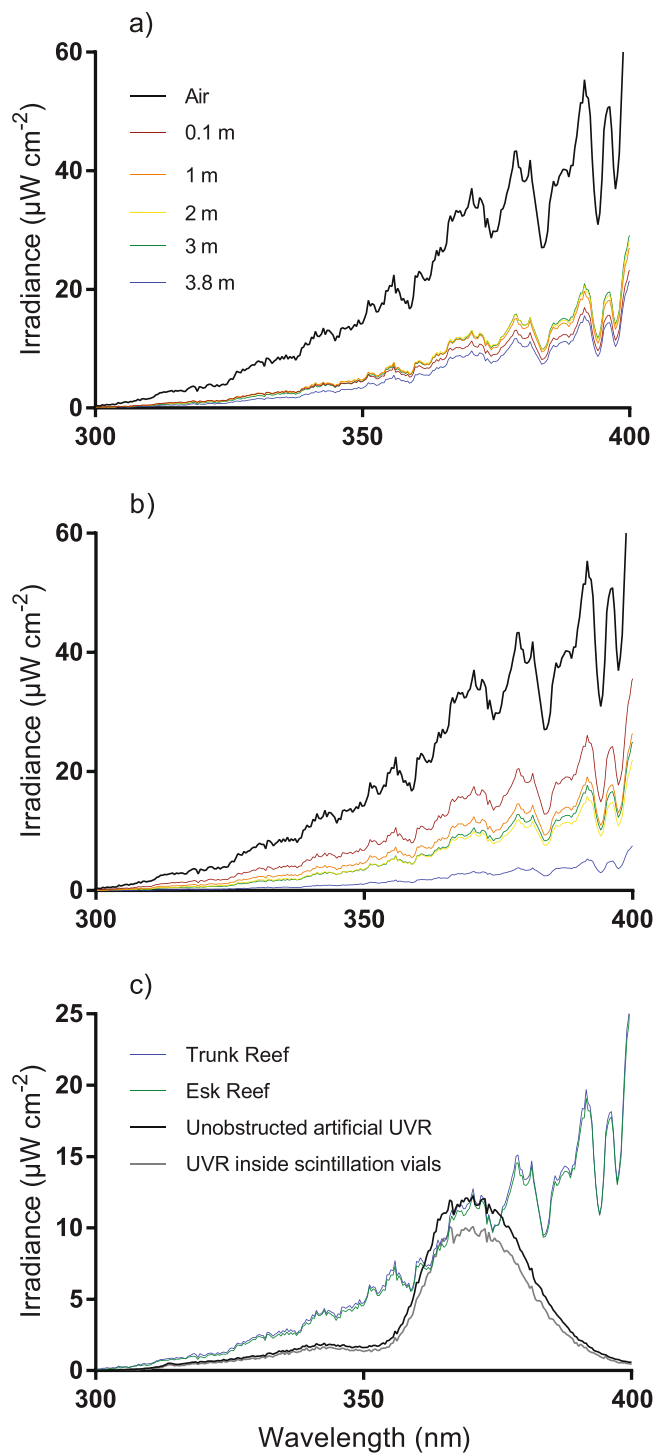 a)
60
40
20
0
300
350
400
Irradiance (µW cm⁻²)
Air
0.1 m
1 m
2 m
3 m
3.8 m
b)
60
40
20
0
300
350
400
Irradiance (µW cm⁻²)
c)
25
20
15
10
5
0
300
350
400
Irradiance (µW cm⁻²)
Trunk Reef
Esk Reef
Unobstructed artificial UVR
UVR inside scintillation vials
Wavelength (nm)